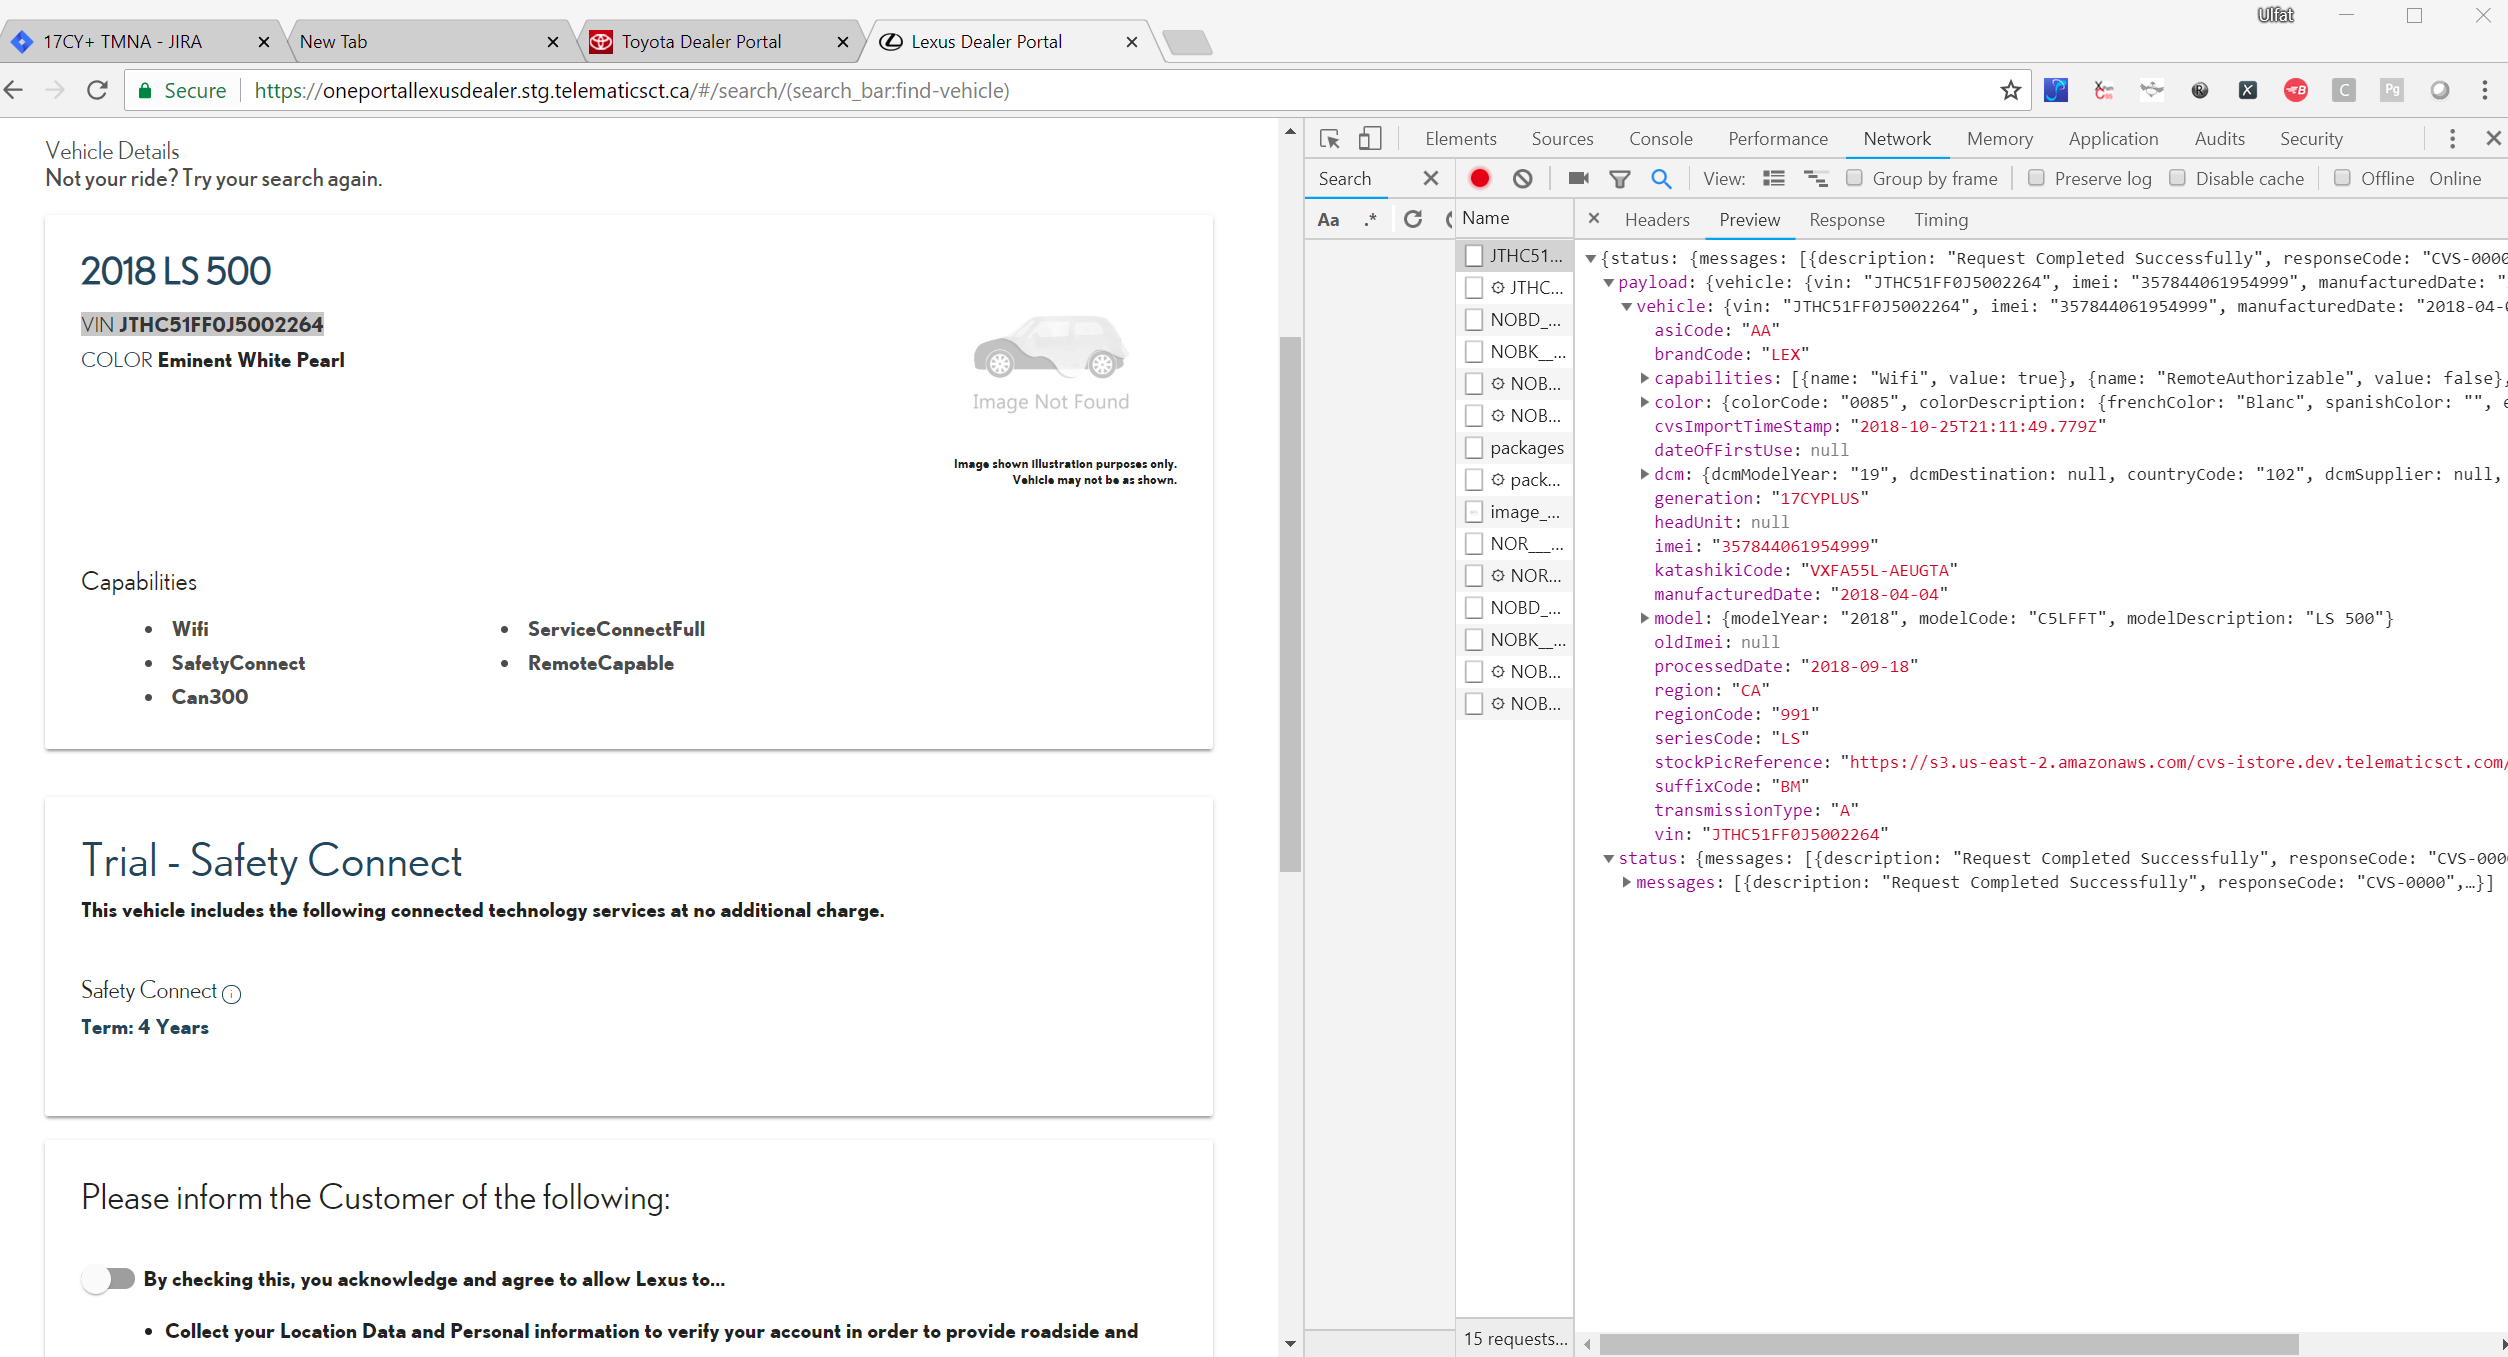 Ulfat
17CY+ TMNA - JIRA
New Tab
Toyota Dealer Portal
Lexus Dealer Portal
Secure
https://oneportallexusdealer.stg.telematicsct.ca/#/search/(search_bar:find-vehicle)
Vehicle Details
Not your ride? Try your search again.
2018 LS 500
VIN JTHC51FF0J5002264
COLOR Eminent White Pearl
Image Not Found
Image shown illustration purposes only.
Vehicle may not be as shown.
Capabilities
• Wifi
• SafetyConnect
• Can300
• ServiceConnectFull
• RemoteCapable
Trial - Safety Connect
This vehicle includes the following connected technology services at no additional charge.
Safety Connect
Term: 4 Years
Please inform the Customer of the following:
By checking this, you acknowledge and agree to allow Lexus to...
• Collect your Location Data and Personal information to verify your account in order to provide roadside and
Elements Sources Console Performance Network Memory Application Audits Security
Search
View: Group by frame Preserve log Disable cache Offline Online
Aa .*
Name
JTHC51...
JTHC...
NOBD_...
NOBK__...
NOB...
NOB...
packages
pack...
image_...
NOR___...
NOR...
NOBD_...
NOBK__...
NOB...
NOB...
15 requests...
Headers Preview Response Timing
{status: {messages: [{description: "Request Completed Successfully", responseCode: "CVS-0000
payload: {vehicle: {vin: "JTHC51FF0J5002264", imei: "357844061954999", manufacturedDate: "
vehicle: {vin: "JTHC51FF0J5002264", imei: "357844061954999", manufacturedDate: "2018-04-0
asiCode: "AA"
brandCode: "LEX"
capabilities: [{name: "Wifi", value: true}, {name: "RemoteAuthorizable", value: false},
color: {colorCode: "0085", colorDescription: {frenchColor: "Blanc", spanishColor: "", e
cvsImportTimeStamp: "2018-10-25T21:11:49.779Z"
dateOfFirstUse: null
dcm: {dcmModelYear: "19", dcmDestination: null, countryCode: "102", dcmSupplier: null,
generation: "17CYPLUS"
headUnit: null
imei: "357844061954999"
katashikiCode: "VXFA55L-AEUGTA"
manufacturedDate: "2018-04-04"
model: {modelYear: "2018", modelCode: "C5LFFT", modelDescription: "LS 500"}
oldImei: null
processedDate: "2018-09-18"
region: "CA"
regionCode: "991"
seriesCode: "LS"
stockPicReference: "https://s3.us-east-2.amazonaws.com/cvs-istore.dev.telematicsct.com/
suffixCode: "BM"
transmissionType: "A"
vin: "JTHC51FF0J5002264"
status: {messages: [{description: "Request Completed Successfully", responseCode: "CVS-000
messages: [{description: "Request Completed Successfully", responseCode: "CVS-0000",…}]